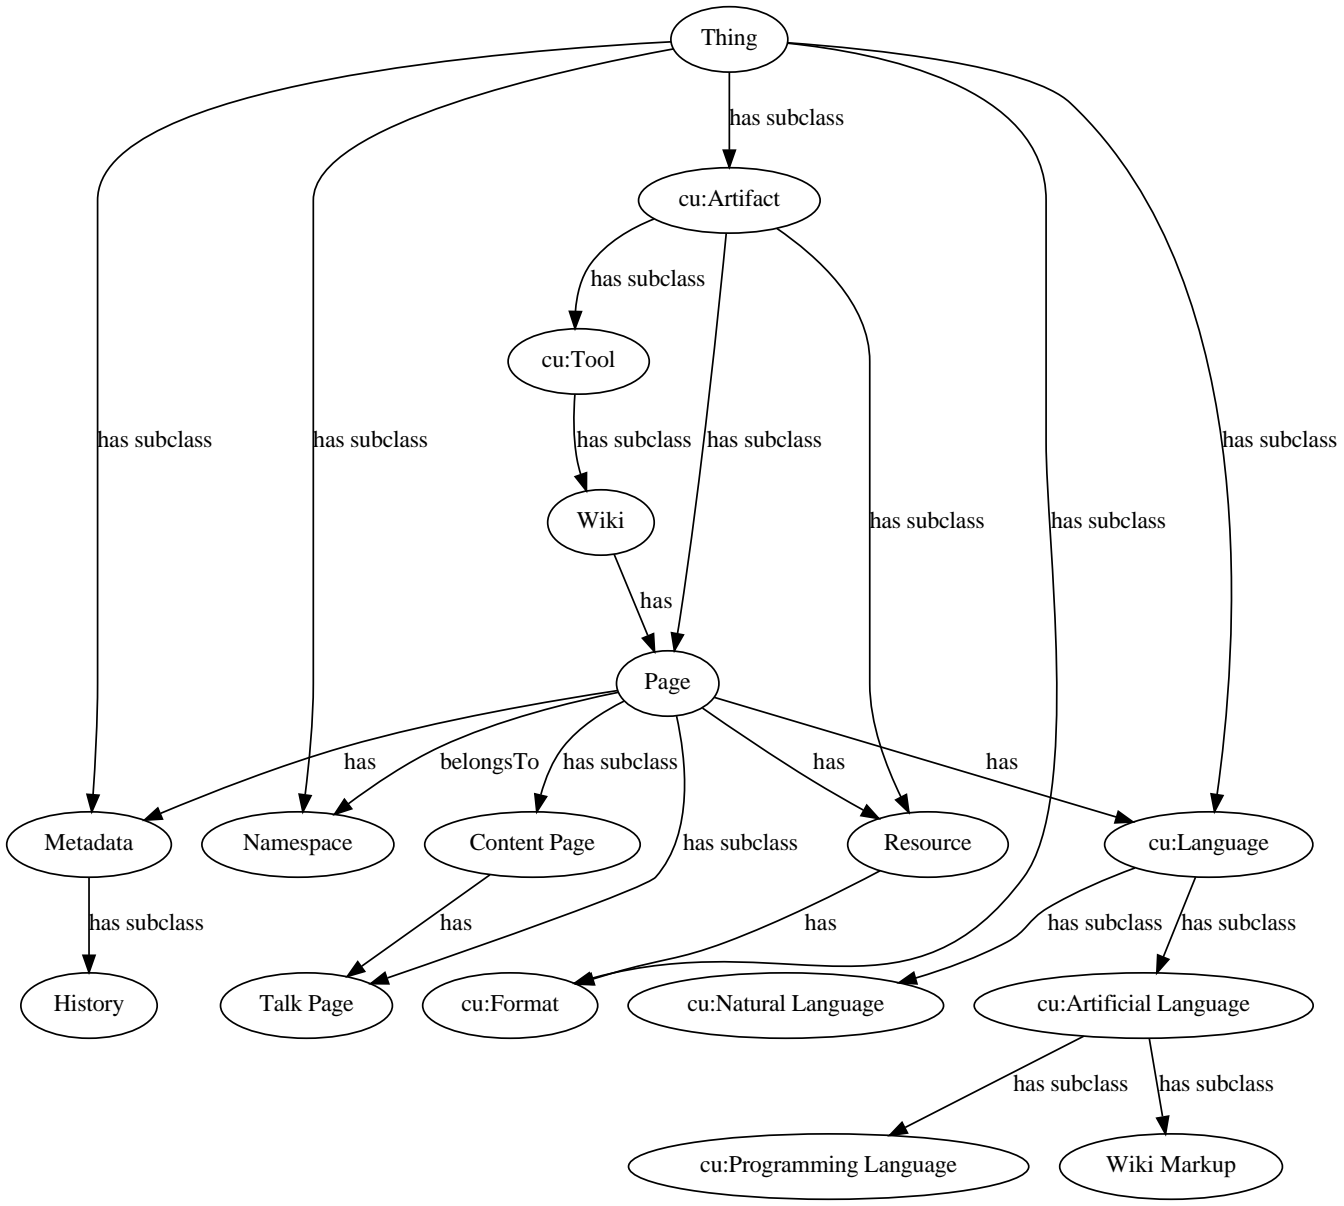 Thing
has subclass
cu:Artifact
has subclass
cu:Tool
has subclass
has subclass
has subclass
has subclass
has subclass
Wiki
has subclass
has subclass
has
Page
has
belongsTo
has subclass
has
has
Metadata
Namespace
Content Page
has subclass
Resource
cu:Language
has subclass
has
has
has subclass
has subclass
History
Talk Page
cu:Format
cu:Natural Language
cu:Artificial Language
has subclass
has subclass
cu:Programming Language
Wiki Markup